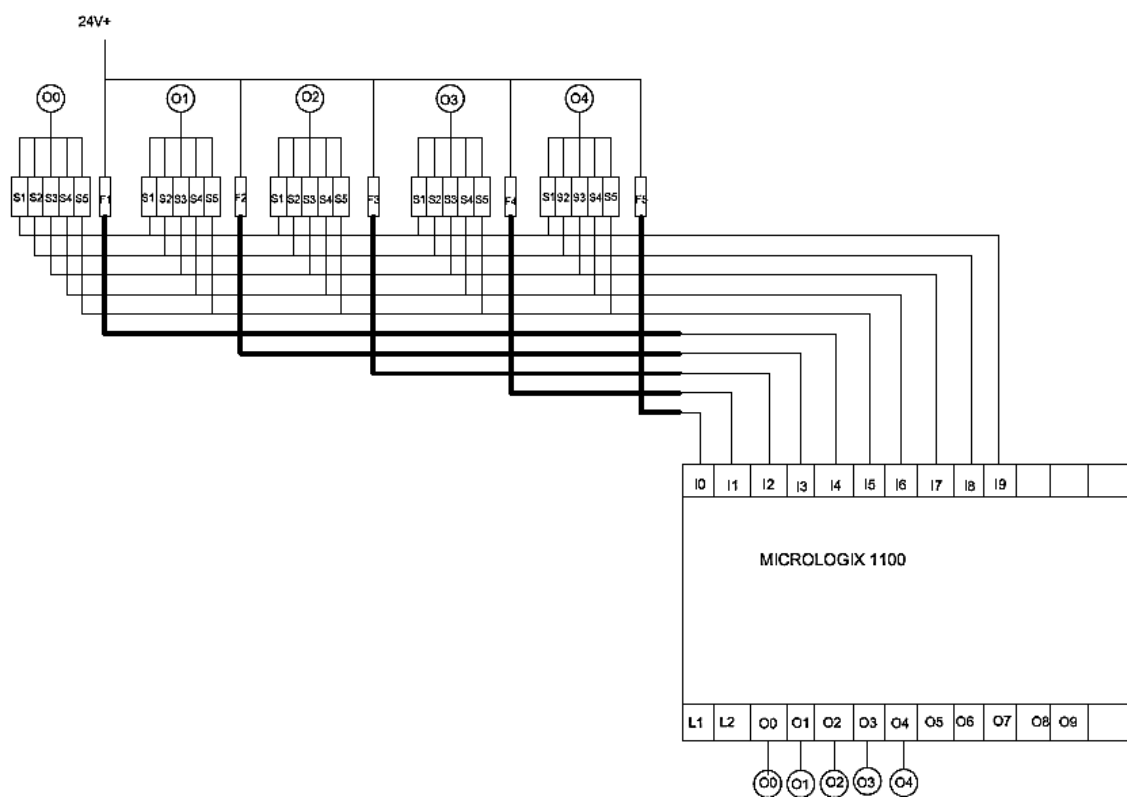 24V+
O0 O1 O2 O3 O4
S1 S2 S3 S4 S5 F1 S1 S2 S3 S4 S5 F2 S1 S2 S3 S4 S5 F3 S1 S2 S3 S4 S5 F4 S1 S2 S3 S4 S5 F5
I0 I1 I2 I3 I4 I5 I6 I7 I8 I9
MICROLOGIX 1100
L1 L2 O0 O1 O2 O3 O4 O5 O6 O7 O8 O9
O0 O1 O2 O3 O4